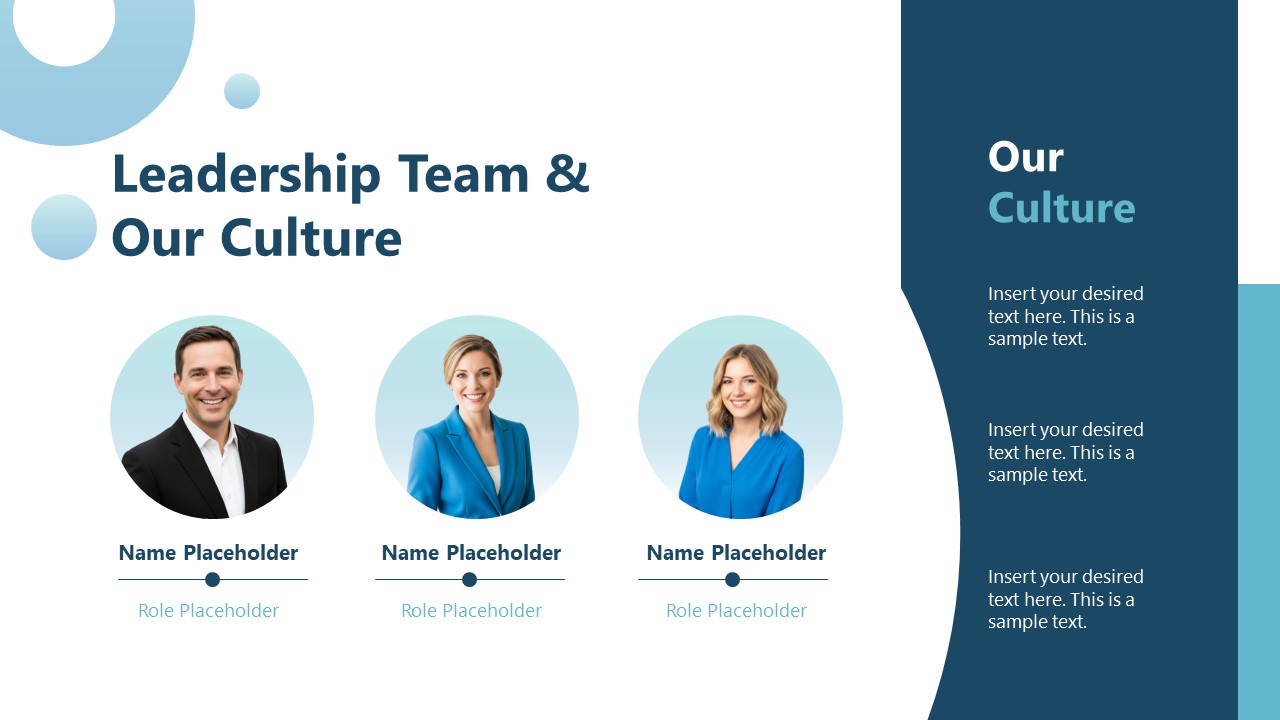 Leadership Team &
Our Culture
Name Placeholder
Role Placeholder
Name Placeholder
Role Placeholder
Name Placeholder
Role Placeholder
Our
Culture
Insert your desired
text here. This is a
sample text.
Insert your desired
text here. This is a
sample text.
Insert your desired
text here. This is a
sample text.